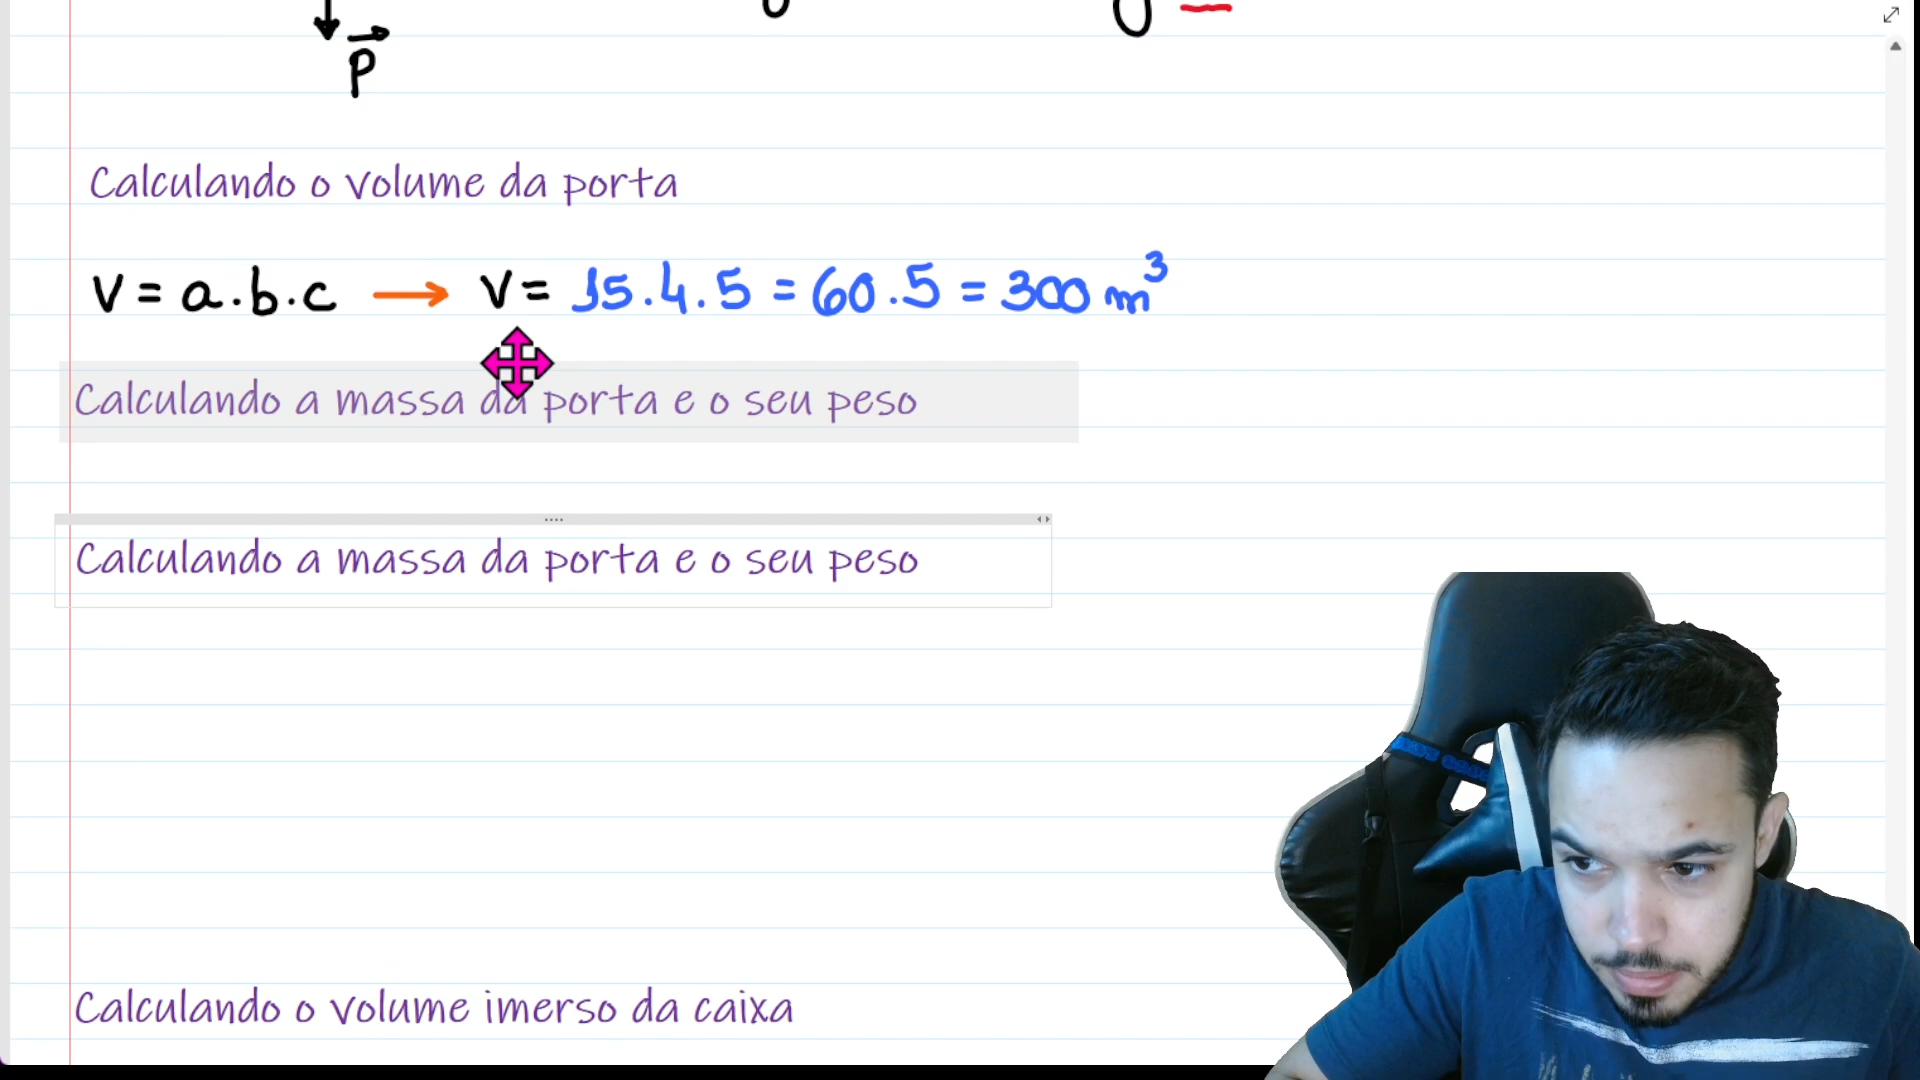 P
Calculando o volume da porta
V = a.b.c → V = 15.4.5 = 60.5 = 300 m³
Calculando a massa da porta e o seu peso
Calculando a massa da porta e o seu peso
Calculando o volume imerso da caixa